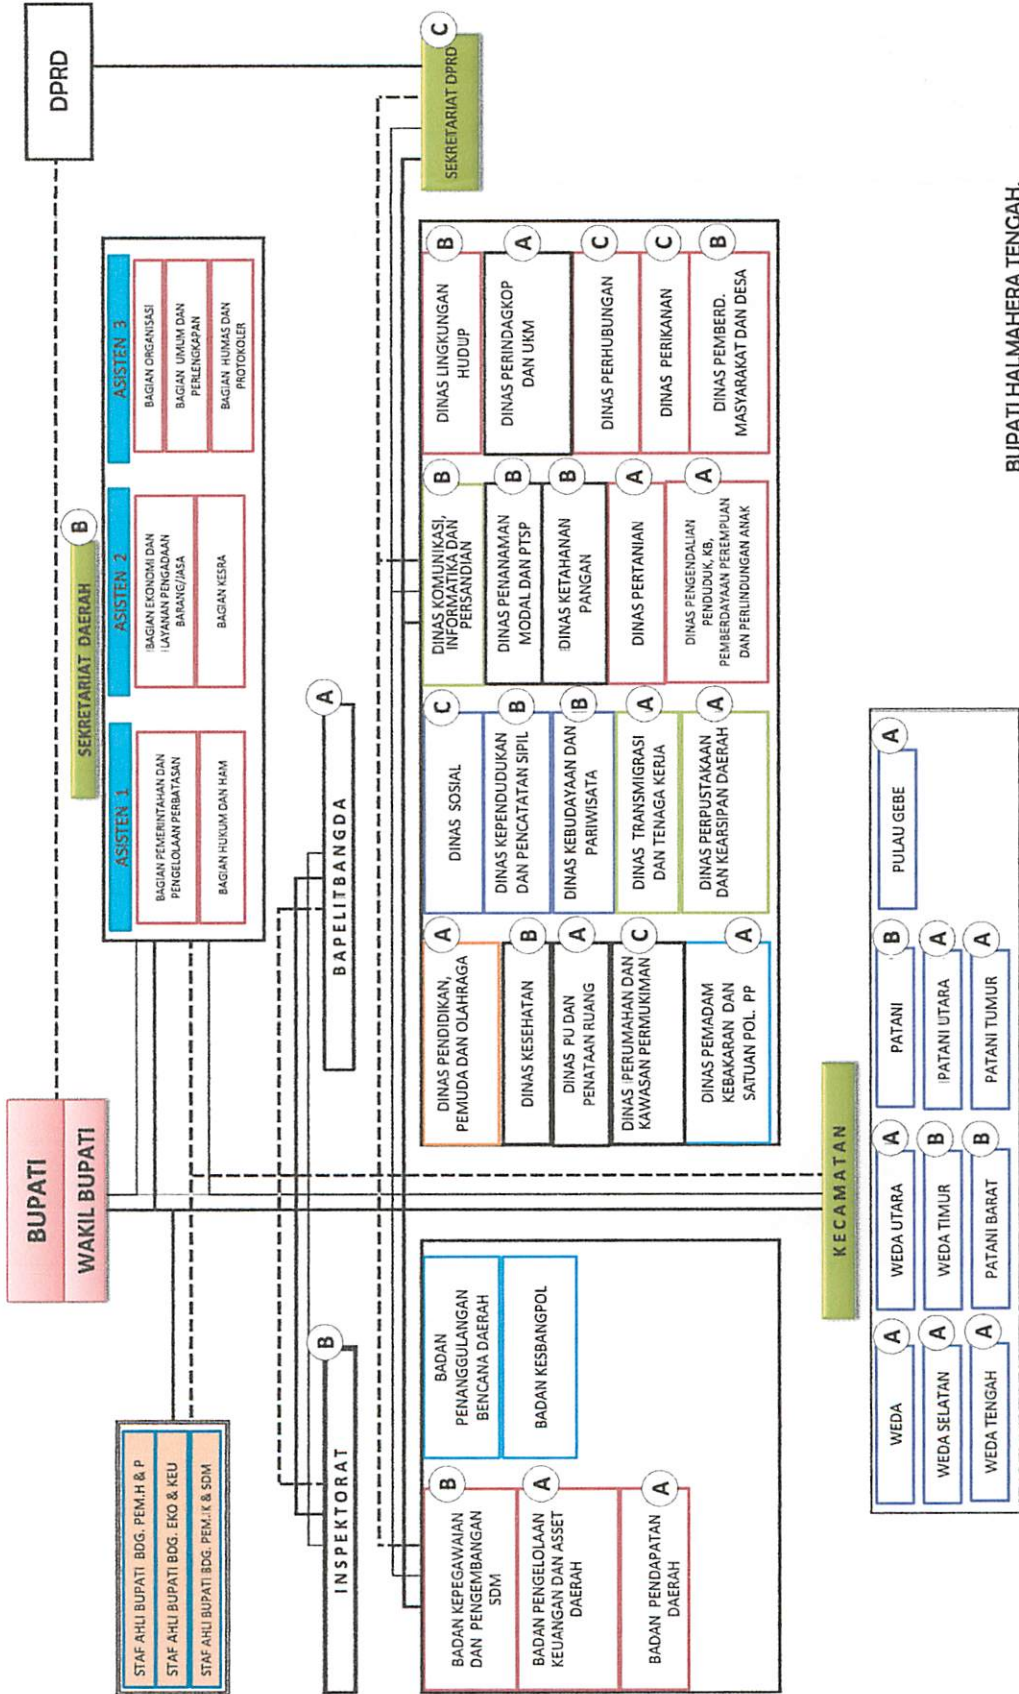 BUPATI
WAKIL BUPATI
DPRD
STAF AHLI BUPATI BDG. PEM.H & P
STAF AHLI BUPATI BDG. EKO & KEU
STAF AHLI BUPATI BDG. PEM.IK & SDM
SEKRETARIAT DAERAH
B
ASISTEN 1
BAGIAN PEMERINTAHAN DAN
PENGELOLAAN PERBATASAN
BAGIAN HUKUM DAN HAM
ASISTEN 2
BAGIAN EKONOMI DAN
LAYANAN PENGADAAN
BARANG/JASA
BAGIAN KESRA
ASISTEN 3
BAGIAN ORGANISASI
BAGIAN UMUM DAN
PERLENGKAPAN
BAGIAN HUMAS DAN
PROTOKOLER
INSPEKTORAT
B
BAPELITBANGDA
A
SEKRETARIAT DPRD
C
BADAN KEPEGAWAIAN
DAN PENGEMBANGAN
SDM
B
BADAN PENGELOLAAN
KEUANGAN DAN ASSET
DAERAH
A
BADAN PENDAPATAN
DAERAH
A
BADAN
PENANGGULANGAN
BENCANA DAERAH
BADAN KESBANGPOL
DINAS PENDIDIKAN,
PEMUDA DAN OLAHRAGA
A
DINAS KESEHATAN
B
DINAS PU DAN
PENATAAN RUANG
A
DINAS PERUMAHAN DAN
KAWASAN PERMUKIMAN
C
DINAS PEMADAM
KEBAKARAN DAN
SATUAN POL. PP
A
DINAS SOSIAL
C
DINAS KEPENDUDUKAN
DAN PENCATATAN SIPIL
B
DINAS KEBUDAYAAN DAN
PARIWISATA
B
DINAS TRANSMIGRASI
DAN TENAGA KERJA
A
DINAS PERPUSTAKAAN
DAN KEARSIPAN DAERAH
A
DINAS KOMUNIKASI,
INFORMATIKA DAN
PERSANDIAN
B
DINAS PENANAMAN
MODAL DAN PTSP
B
DINAS KETAHANAN
PANGAN
B
DINAS PERTANIAN
A
DINAS PENGENDALIAN
PENDUDUK, KB,
PEMBERDAYAAN PEREMPUAN
DAN PERLINDUNGAN ANAK
A
DINAS LINGKUNGAN
HUDUP
B
DINAS PERINDAGKOP
DAN UKM
A
DINAS PERHUBUNGAN
C
DINAS PERIKANAN
C
DINAS PEMBERD.
MASYARAKAT DAN DESA
B
KECAMATAN
WEDA
A
WEDA UTARA
A
PATANI
B
PULAU GEBE
A
WEDA SELATAN
A
WEDA TIMUR
B
PATANI UTARA
A
WEDA TENGAH
A
PATANI BARAT
B
PATANI TUMUR
A
BUPATI HALMAHERA TENGAH,